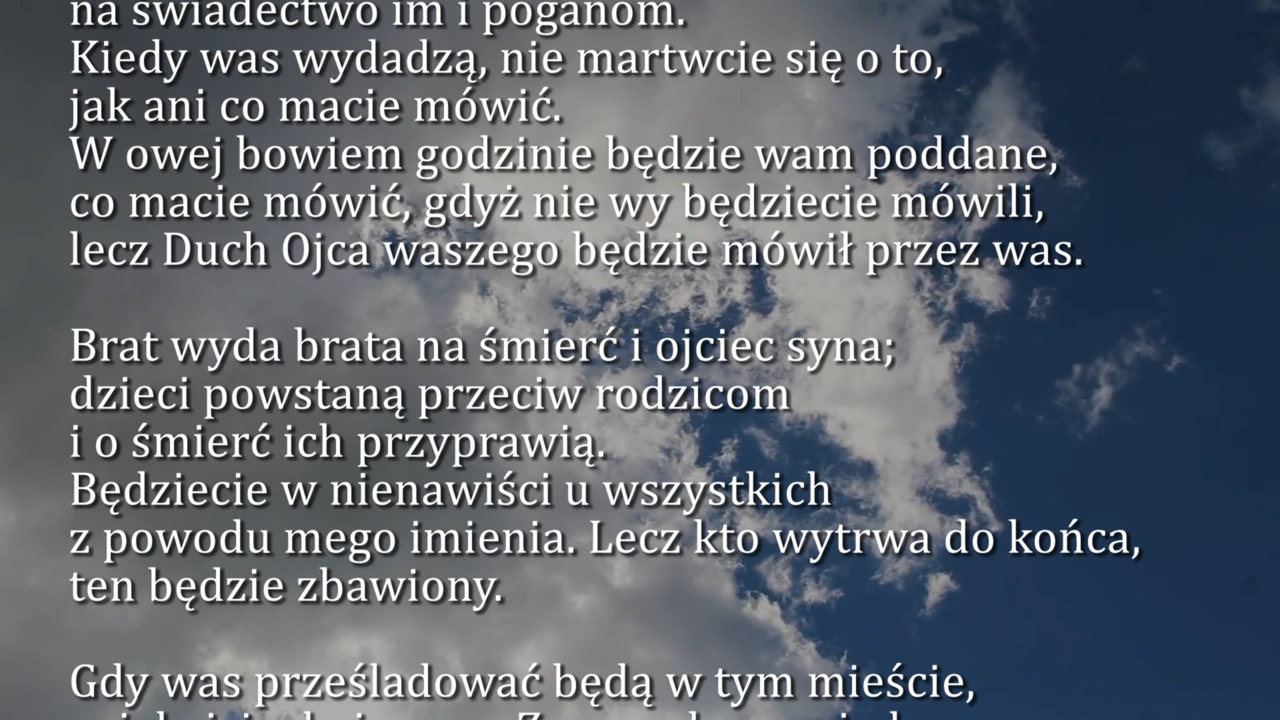 na świadectwo im i poganom.
Kiedy was wydadzą, nie martwcie się o to,
jak ani co macie mówić.
W owej bowiem godzinie będzie wam poddane,
co macie mówić, gdyż nie wy będziecie mówili,
lecz Duch Ojca waszego będzie mówił przez was.
Brat wyda brata na śmierć i ojciec syna;
dzieci powstaną przeciw rodzicom
i o śmierć ich przyprawią.
Będziecie w nienawiści u wszystkich
z powodu mego imienia. Lecz kto wytrwa do końca,
ten będzie zbawiony.
Gdy was prześladować będą w tym mieście,